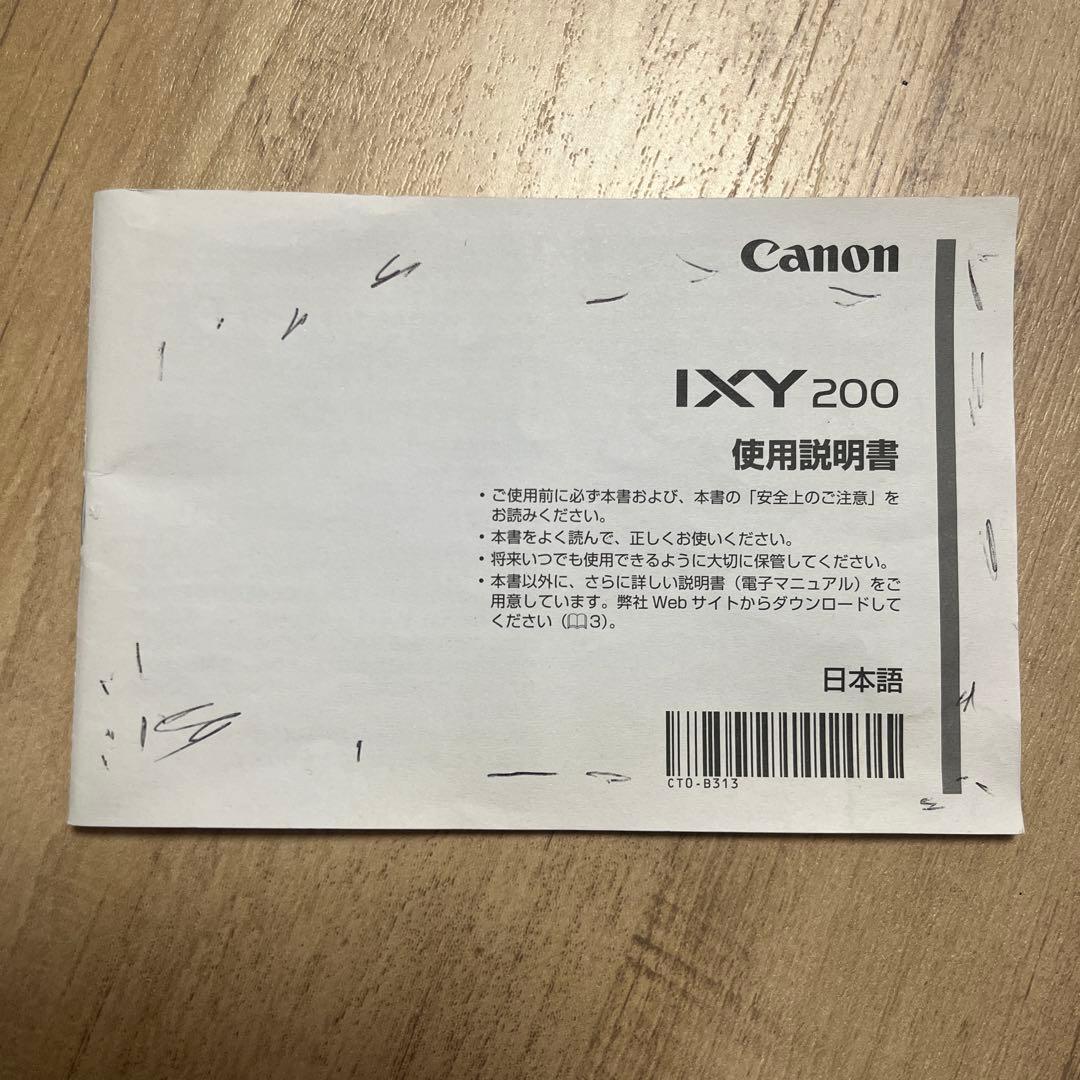 Canon
IXY 200
使用説明書
• ご使用前に必ず本書および、本書の「安全上のご注意」を
お読みください。
• 本書をよく読んで、正しくお使いください。
• 将来いつでも使用できるように大切に保管してください。
• 本書以外に、さらに詳しい説明書（電子マニュアル）をご
用意しています。弊社 Web サイトからダウンロードして
ください（📖3）。
日本語
CT0-B313